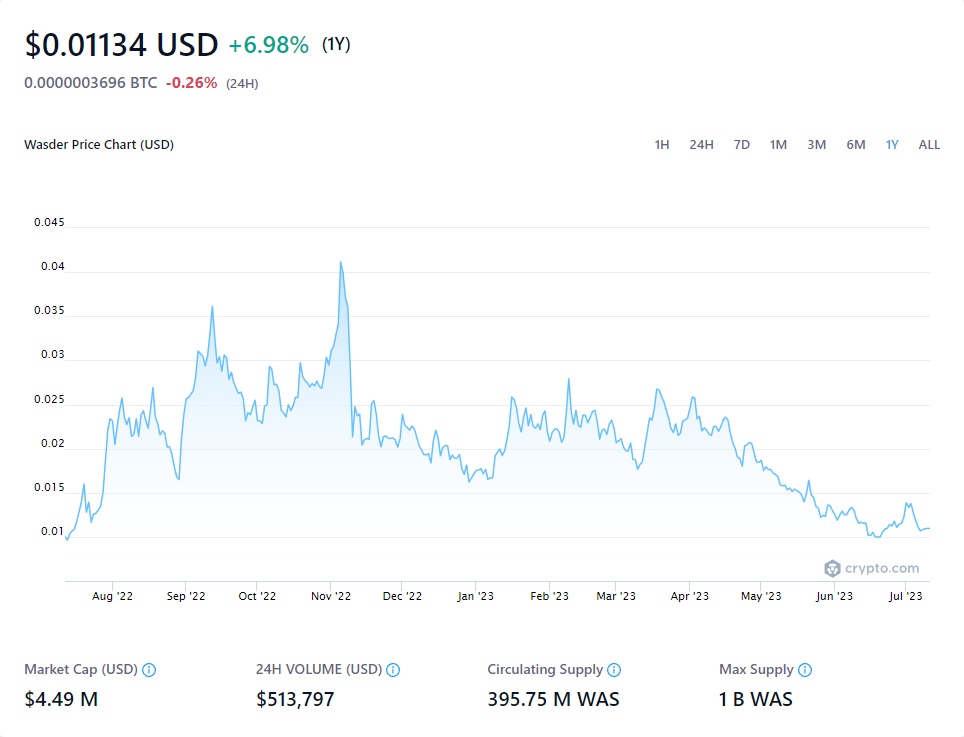 $0.01134 USD +6.98% (1Y)
0.0000003696 BTC -0.26% (24H)
Wasder Price Chart (USD) 1H 24H 7D 1M 3M 6M 1Y ALL
0.045
0.04
0.035
0.03
0.025
0.02
0.015
0.01
crypto.com
Aug '22 Sep '22 Oct '22 Nov '22 Dec '22 Jan '23 Feb '23 Mar '23 Apr '23 May '23 Jun '23 Jul '23
Market Cap (USD) 24H VOLUME (USD) Circulating Supply Max Supply
$4.49 M $513,797 395.75 M WAS 1 B WAS